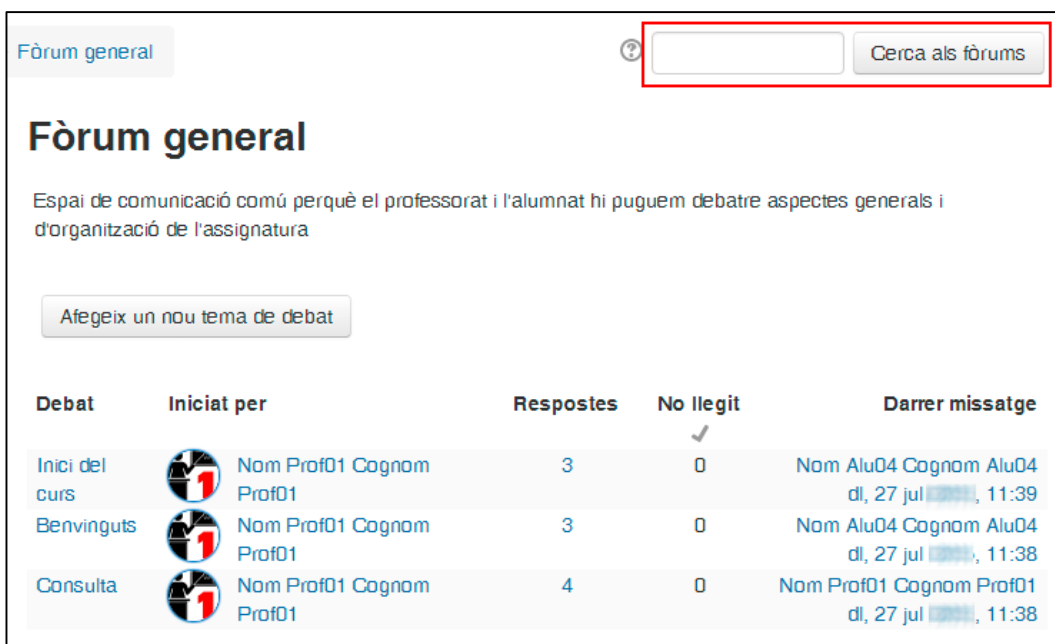 Fòrum general
Cerca als fòrums
Fòrum general
Espai de comunicació comú perquè el professorat i l'alumnat hi puguem debatre aspectes generals i
d'organització de l'assignatura
Afegeix un nou tema de debat
Debat Iniciat per Respostes No llegit Darrer missatge
Inici del Nom Prof01 Cognom 3 0 Nom Alu04 Cognom Alu04
curs Prof01 dl, 27 jul , 11:39
Benvinguts Nom Prof01 Cognom 3 0 Nom Alu04 Cognom Alu04
Prof01 dl, 27 jul , 11:38
Consulta Nom Prof01 Cognom 4 0 Nom Prof01 Cognom Prof01
Prof01 dl, 27 jul , 11:38